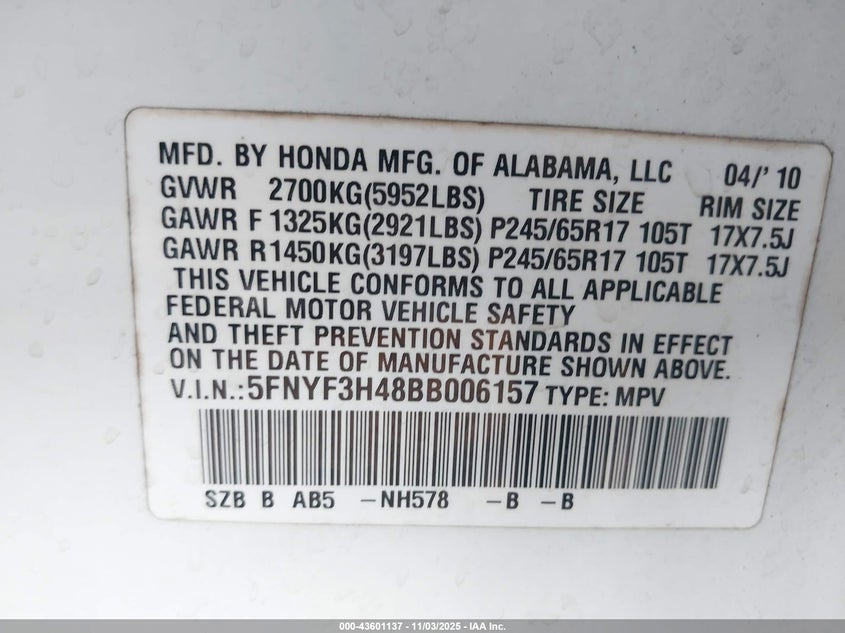 MFD. BY HONDA MFG. OF ALABAMA, LLC 04/' 10
GVWR 2700KG(5952LBS) TIRE SIZE RIM SIZE
GAWR F 1325KG(2921LBS) P245/65R17 105T 17X7.5J
GAWR R1450KG(3197LBS) P245/65R17 105T 17X7.5J
THIS VEHICLE CONFORMS TO ALL APPLICABLE
FEDERAL MOTOR VEHICLE SAFETY
AND THEFT PREVENTION STANDARDS IN EFFECT
ON THE DATE OF MANUFACTURE SHOWN ABOVE.
V.I.N.:5FNYF3H48BB006157 TYPE: MPV
SZB B AB5 -NH578 -B -B
000-43601137 - 11/03/2025 - IAA Inc.